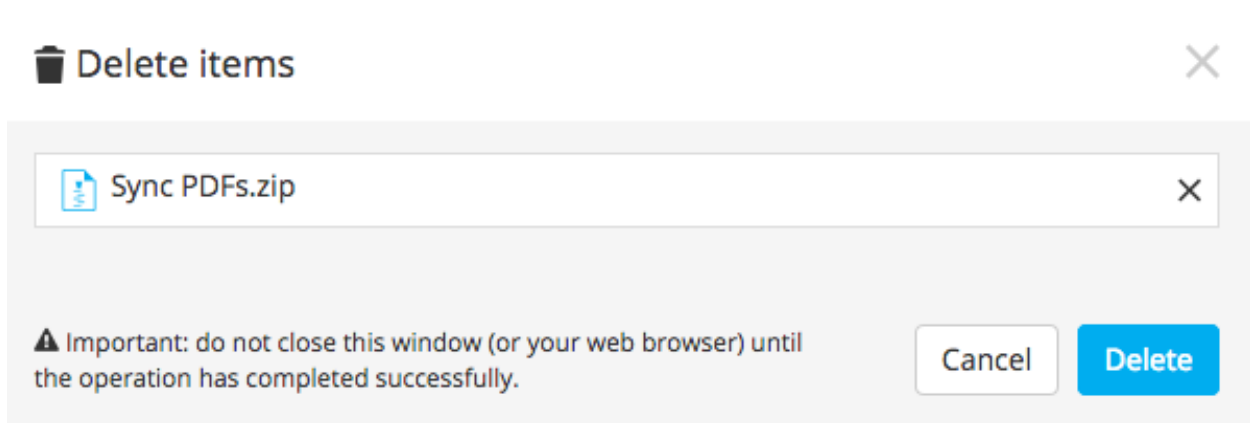 Delete items
Sync PDFs.zip
Important: do not close this window (or your web browser) until
the operation has completed successfully.
Cancel
Delete